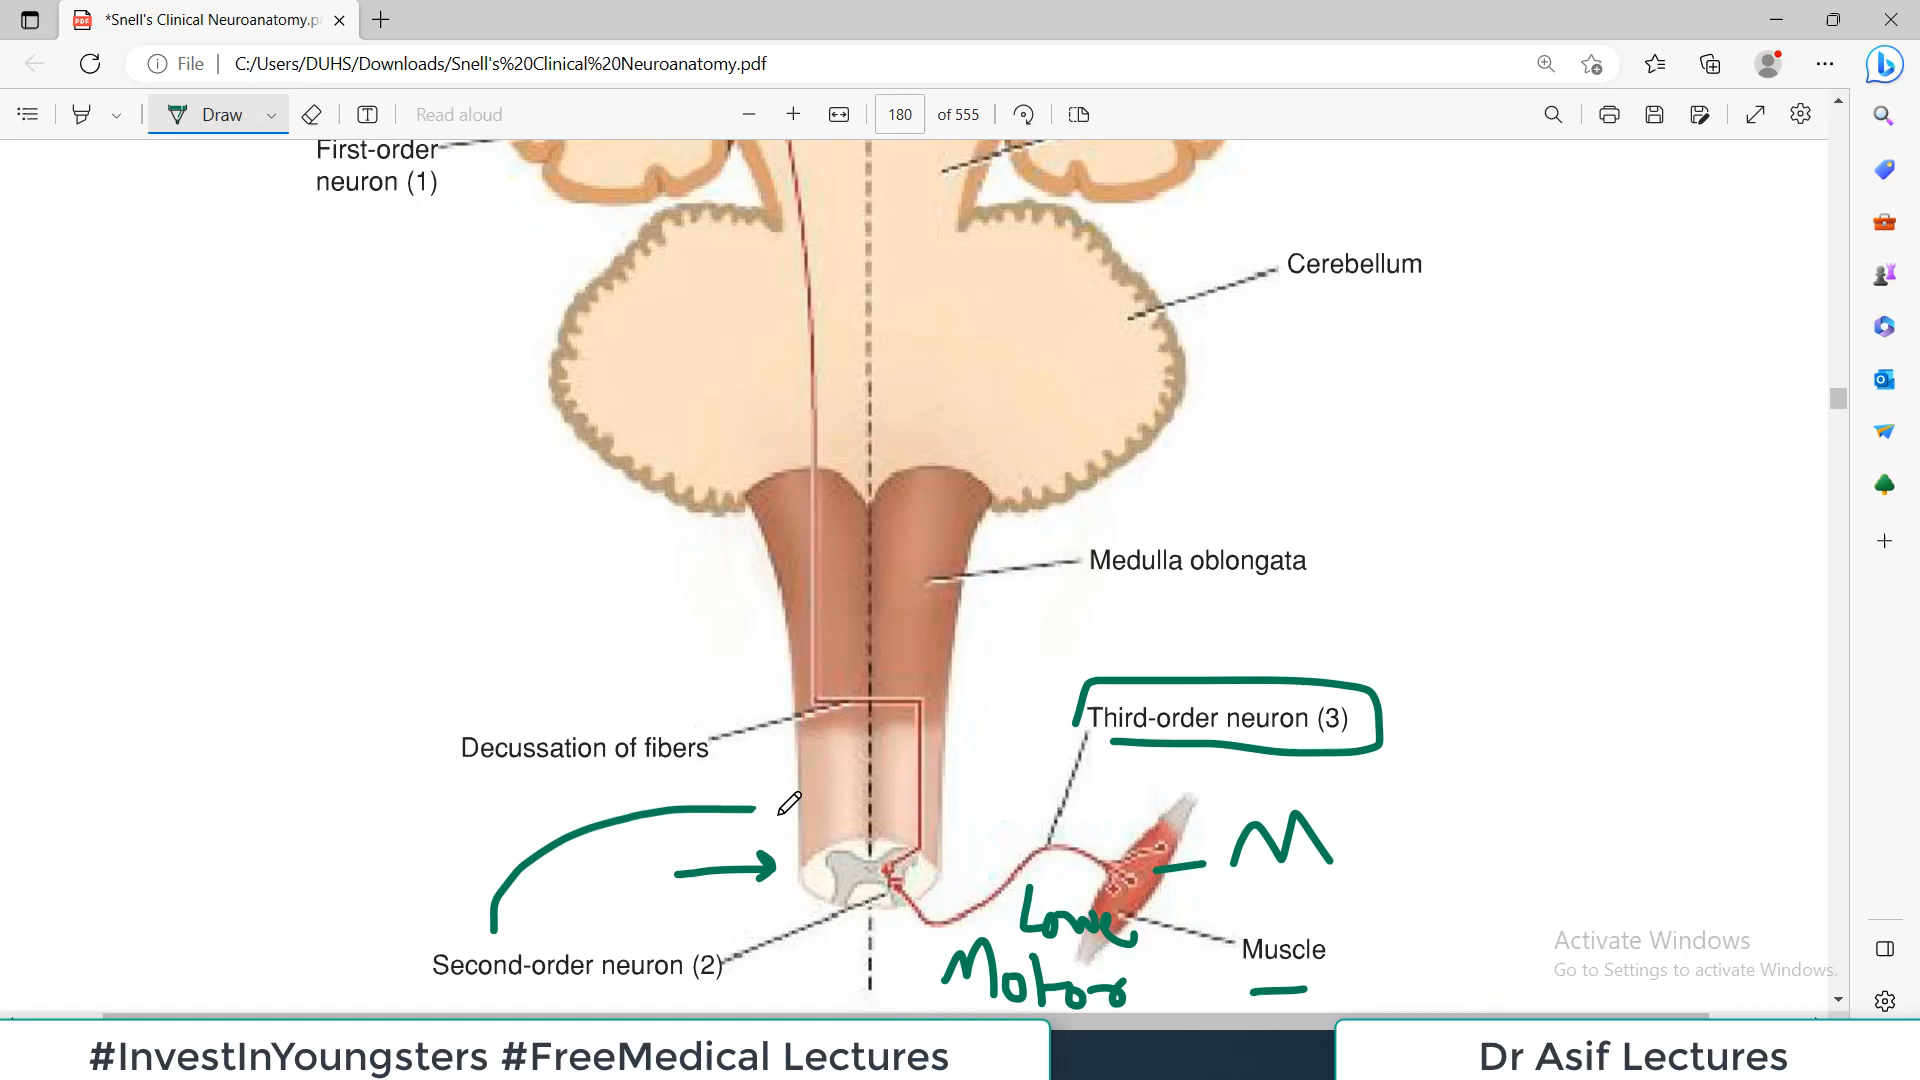 *Snell's Clinical Neuroanatomy.p
File
C:/Users/DUHS/Downloads/Snell's%20Clinical%20Neuroanatomy.pdf
Draw
Read aloud
180 of 555
First-order
neuron (1)
Cerebellum
Medulla oblongata
Third-order neuron (3)
Decussation of fibers
M
Lowe
Motor
Muscle
Second-order neuron (2)
Activate Windows
Go to Settings to activate Windows.
#InvestInYoungsters #FreeMedical Lectures
Dr Asif Lectures